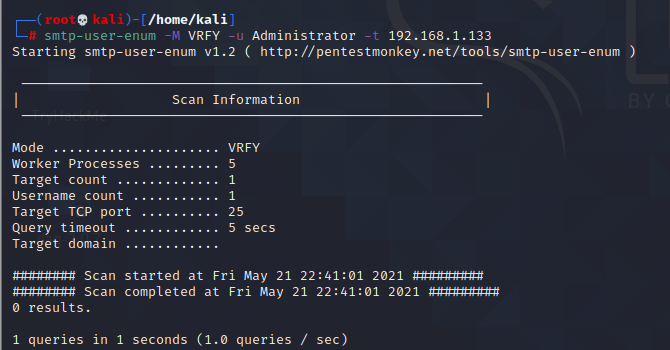 ┌──(root💀kali)-[/home/kali]
└─# smtp-user-enum -M VRFY -u Administrator -t 192.168.1.133
Starting smtp-user-enum v1.2 ( http://pentestmonkey.net/tools/smtp-user-enum )
| Scan Information |
TryHackMe
BY O
Mode ..................... VRFY
Worker Processes ......... 5
Target count ............. 1
Username count ........... 1
Target TCP port .......... 25
Query timeout ............ 5 secs
Target domain ............
######## Scan started at Fri May 21 22:41:01 2021 #########
######## Scan completed at Fri May 21 22:41:01 2021 #########
0 results.
1 queries in 1 seconds (1.0 queries / sec)